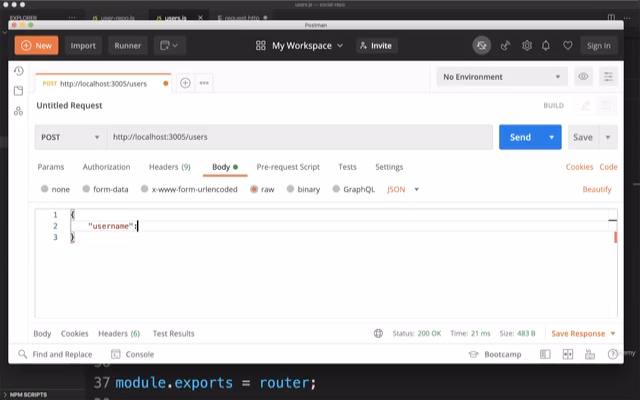 users.js — social-repo
EXPLORER
user-repo.js
users.js
request.http
Postman
New
Import
Runner
My Workspace
Invite
Sign In
POST http://localhost:3005/users
No Environment
Untitled Request
BUILD
POST
http://localhost:3005/users
Send
Save
Params
Authorization
Headers (9)
Body
Pre-request Script
Tests
Settings
Cookies
Code
none
form-data
x-www-form-urlencoded
raw
binary
GraphQL
JSON
Beautify
1 {
2 "username":
3 }
Body
Cookies
Headers (6)
Test Results
Status: 200 OK
Time: 21 ms
Size: 483 B
Save Response
Find and Replace
Console
Bootcamp
37 module.exports = router;
NPM SCRIPTS